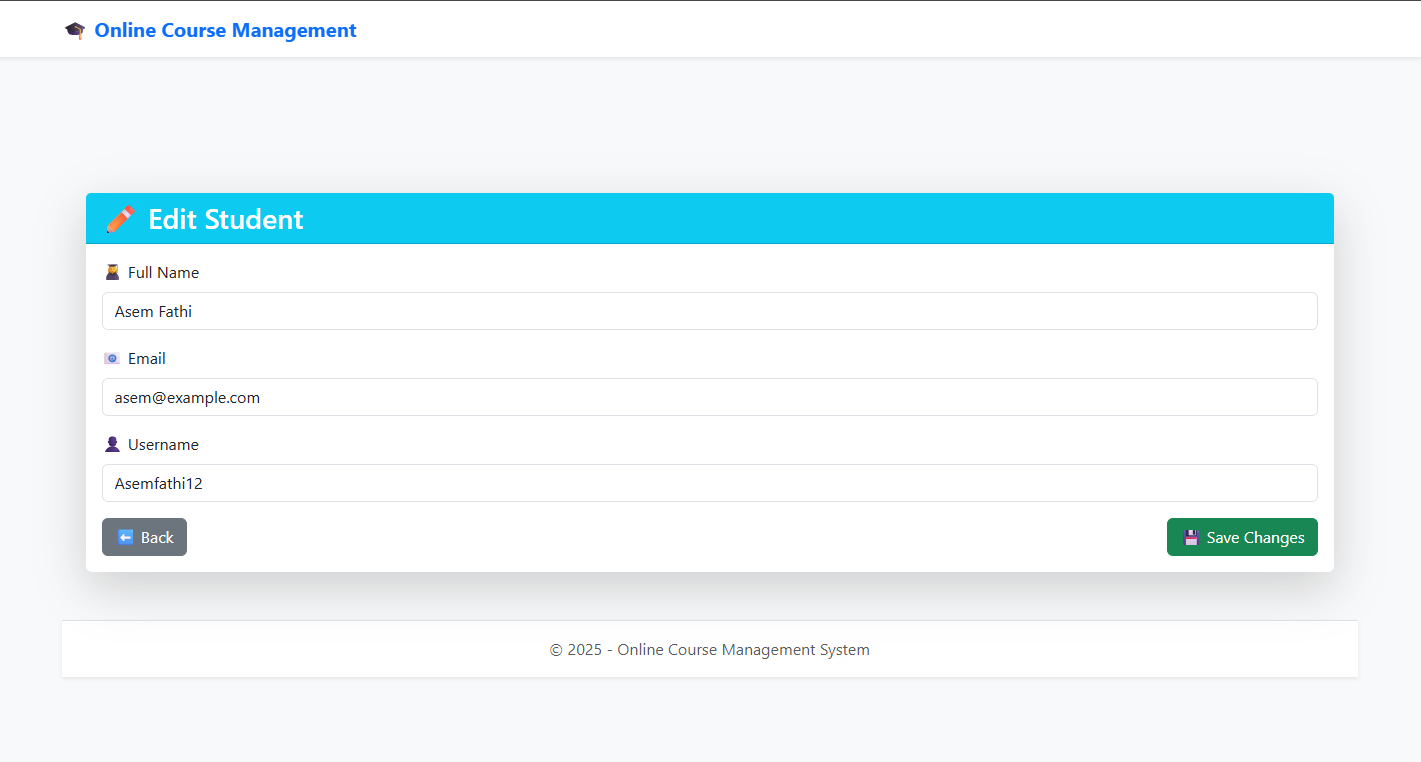 Online Course Management
Edit Student
Full Name
Asem Fathi
Email
asem@example.com
Username
Asemfathi12
Back
Save Changes
© 2025 - Online Course Management System